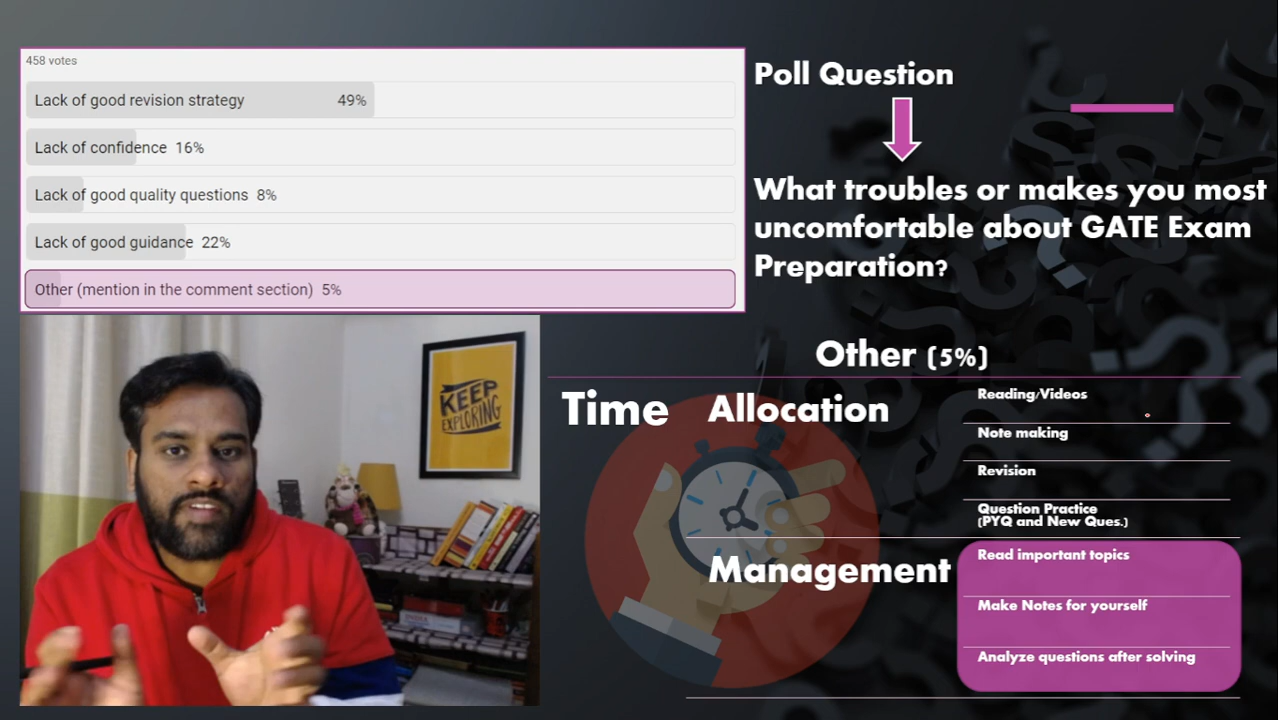 458 votes
Lack of good revision strategy 49%
Lack of confidence 16%
Lack of good quality questions 8%
Lack of good guidance 22%
Other (mention in the comment section) 5%
Poll Question
What troubles or makes you most
uncomfortable about GATE Exam
Preparation?
KEEP
EXPLORING
Other (5%)
Time
Allocation
Reading/Videos
Note making
Revision
Question Practice
(PYQ and New Ques.)
Management
Read important topics
Make Notes for yourself
Analyze questions after solving